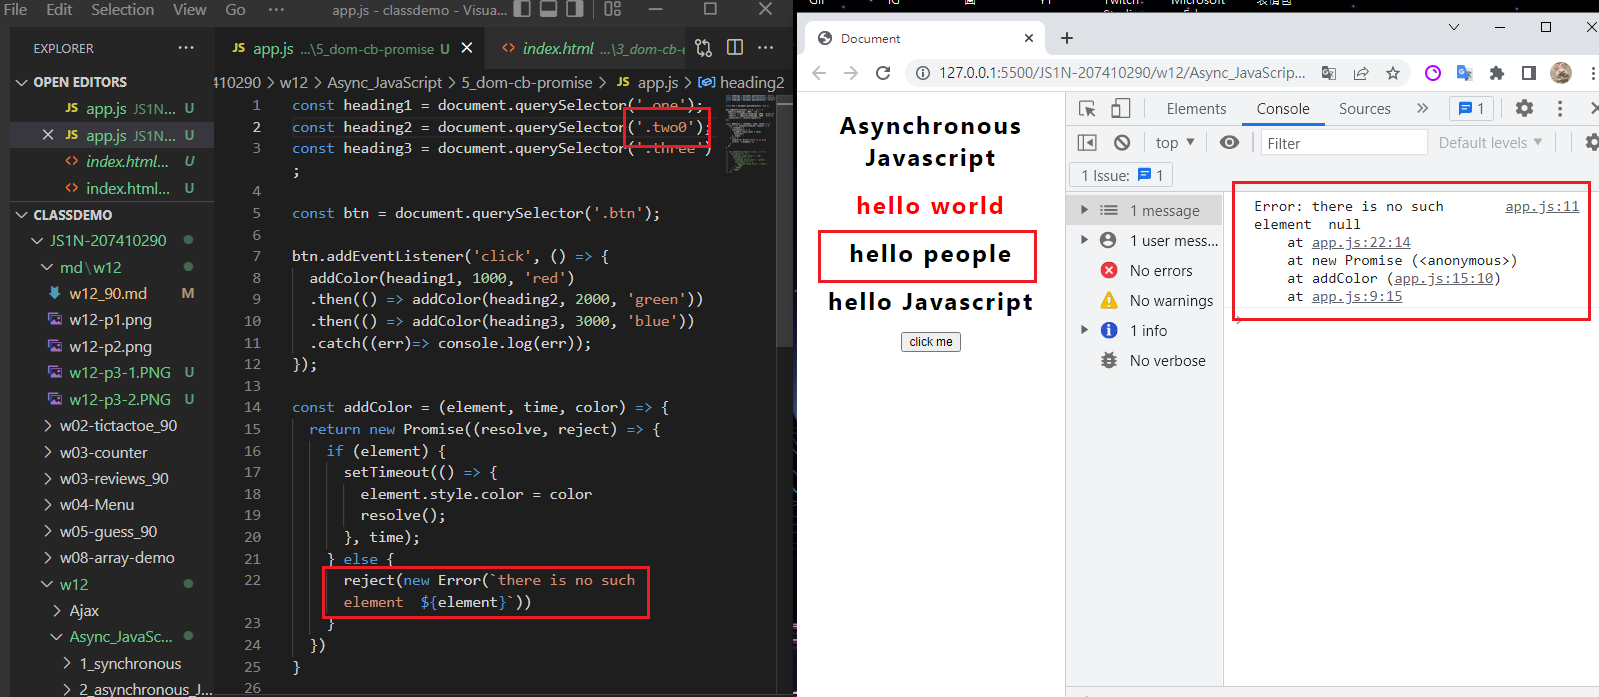 File Edit Selection View Go ··· app.js - classdemo - Visua...
EXPLORER ···
OPEN EDITORS
app.js JS1N... U
app.js JS1N... U
index.html... U
index.html... U
CLASSDEMO
JS1N-207410290
md\w12
w12_90.md M
w12-p1.png
w12-p2.png
w12-p3-1.PNG U
w12-p3-2.PNG U
w02-tictactoe_90
w03-counter
w03-reviews_90
w04-Menu
w05-guess_90
w08-array-demo
w12
Ajax
Async_JavaSc...
1_synchronous
2_asynchronous_J...
JS app.js ...\5_dom-cb-promise U
index.html ...\3_dom-cb-e
410290 > w12 > Async_JavaScript > 5_dom-cb-promise > JS app.js > heading2
1 const heading1 = document.querySelector('.one');
2 const heading2 = document.querySelector('.two0');
3 const heading3 = document.querySelector('.three')
;
4
5 const btn = document.querySelector('.btn');
6
7 btn.addEventListener('click', () => {
8 addColor(heading1, 1000, 'red')
9 .then(() => addColor(heading2, 2000, 'green'))
10 .then(() => addColor(heading3, 3000, 'blue'))
11 .catch((err)=> console.log(err));
12 });
13
14 const addColor = (element, time, color) => {
15 return new Promise((resolve, reject) => {
16 if (element) {
17 setTimeout(() => {
18 element.style.color = color
19 resolve();
20 }, time);
21 } else {
22 reject(new Error(`there is no such
element  ${element}`))
23 }
24 })
25 }
26
Document
127.0.0.1:5500/JS1N-207410290/w12/Async_JavaScrip...
Asynchronous
Javascript
hello world
hello people
hello Javascript
click me
Elements Console Sources » 1
top Filter Default levels
1 Issue: 1
1 message
1 user mess...
No errors
No warnings
1 info
No verbose
Error: there is no such app.js:11
element  null
at app.js:22:14
at new Promise (<anonymous>)
at addColor (app.js:15:10)
at app.js:9:15